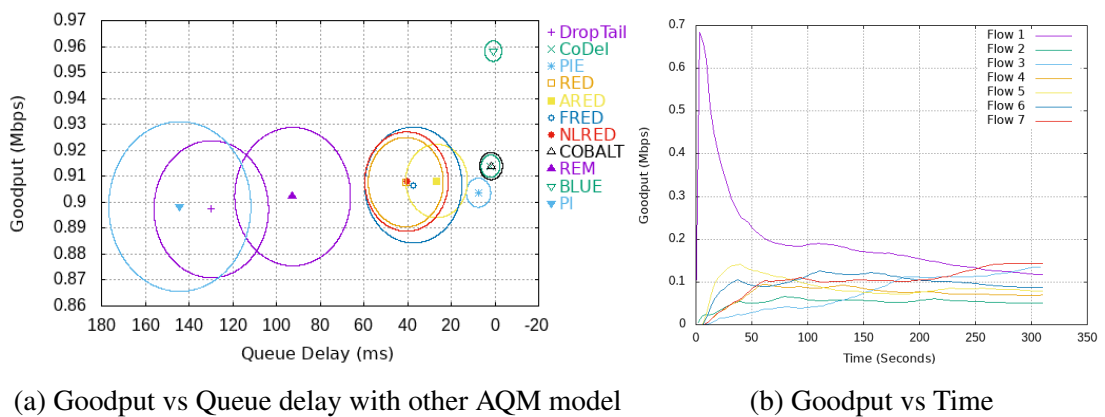 0.97
0.96
0.95
0.94
0.93
0.92
0.91
0.9
0.89
0.88
0.87
0.86
180 160 140 120 100 80 60 40 20 0 -20
Goodput (Mbps)
Queue Delay (ms)
DropTail
CoDel
PIE
RED
ARED
FRED
NLRED
COBALT
REM
BLUE
PI
(a) Goodput vs Queue delay with other AQM model
0.7
0.6
0.5
0.4
0.3
0.2
0.1
0
0 50 100 150 200 250 300 350
Goodput (Mbps)
Time (Seconds)
Flow 1
Flow 2
Flow 3
Flow 4
Flow 5
Flow 6
Flow 7
(b) Goodput vs Time